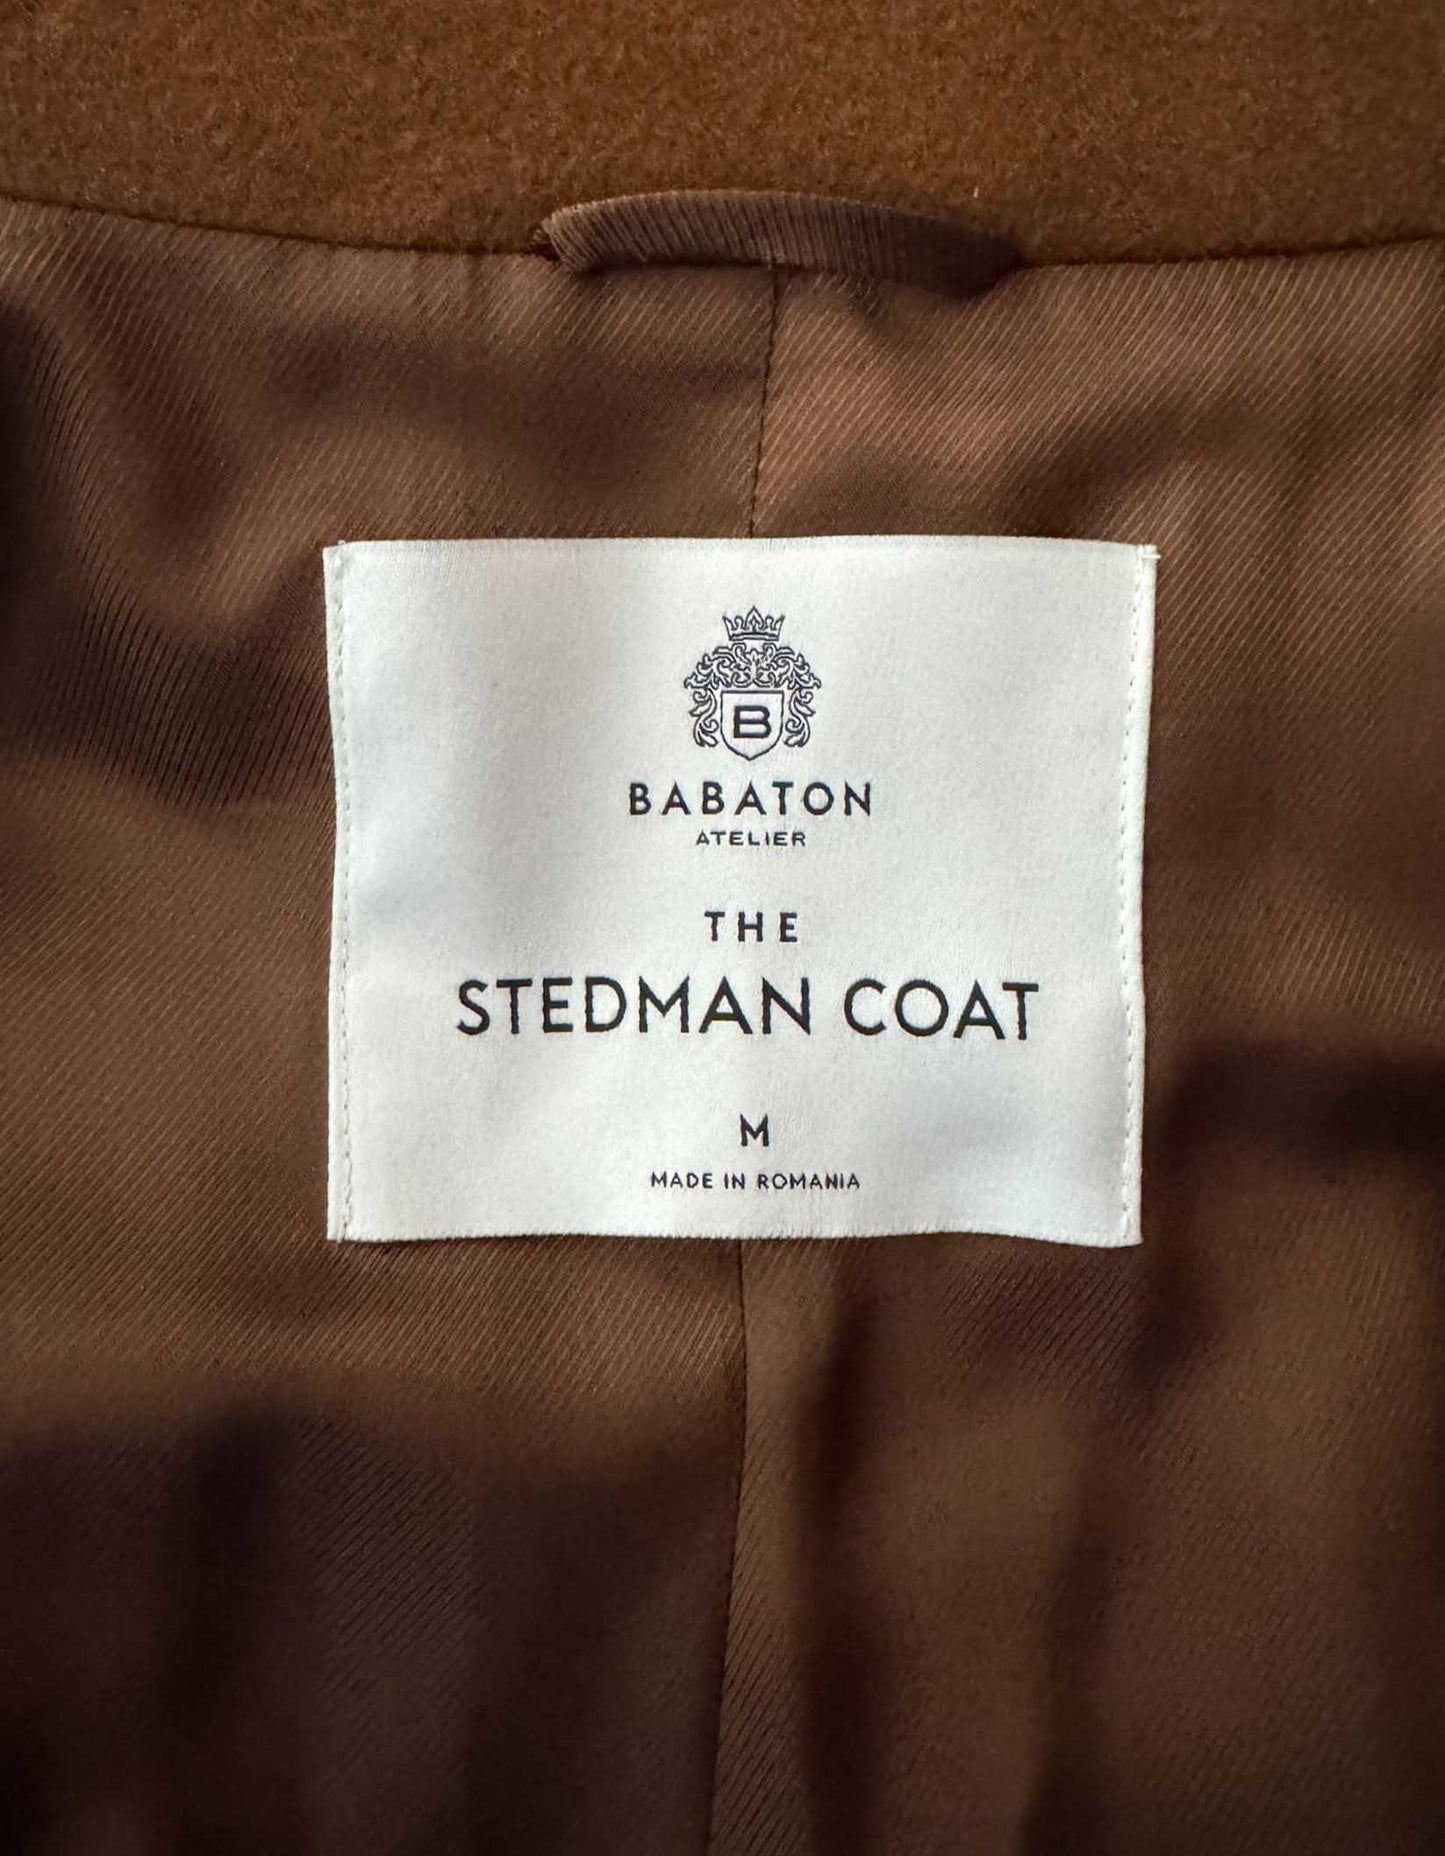 B
BABATON
ATELIER
THE
STEDMAN COAT
M
MADE IN ROMANIA